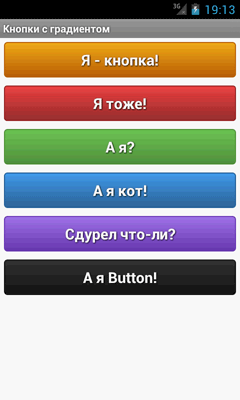 3G 19:13
Кнопки с градиентом
Я - кнопка!
Я тоже!
А я?
А я кот!
Сдурел что-ли?
А я Button!